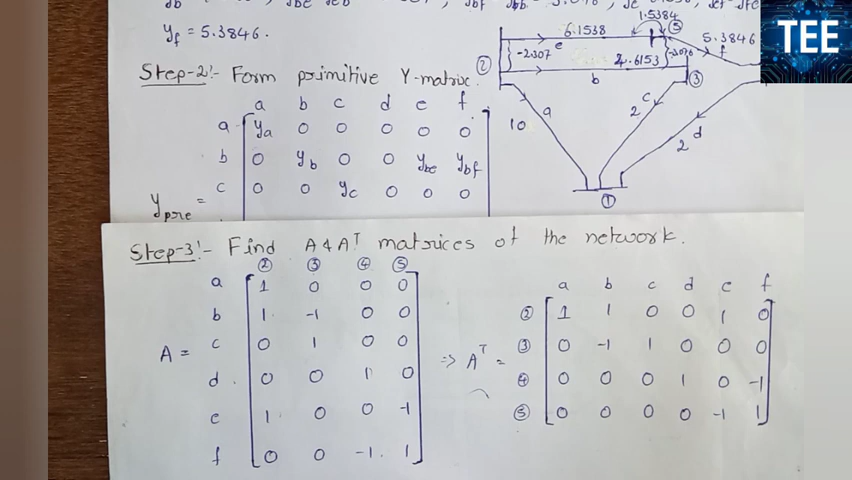 y_f = 5.3846.
Step-2:- Form primitive Y-matrix.
a b c d e f
a y_a 0 0 0 0 0
b 0 y_b 0 0 y_be y_bf
c 0 0 y_c 0 0 0
Y_pre =
1.5384
6.1538 ⑤ 5.3846
② -2.307 e f
4.6153 .3076
b ③
10 a 2 c
2 d
①
TEE
Step-3:- Find A & A^T matrices of the network.
② ③ ④ ⑤
a 1 0 0 0
b 1 -1 0 0
A = c 0 1 0 0
d 0 0 1 0
e 1 0 0 -1
f 0 0 -1 1
=> A^T =
a b c d e f
② 1 1 0 0 1 0
③ 0 -1 1 0 0 0
④ 0 0 0 1 0 -1
⑤ 0 0 0 0 -1 1